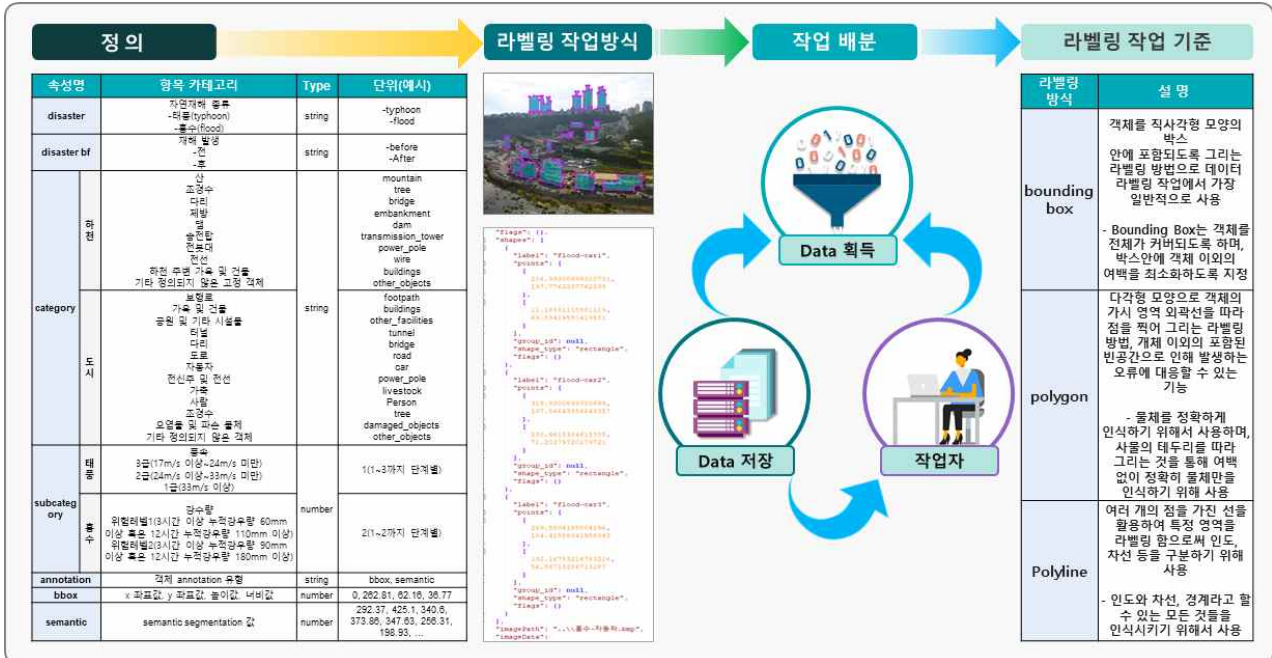 정 의
라벨링 작업방식
작업 배분
라벨링 작업 기준
속성명 항목 카테고리 Type 단위(예시)
disaster
자연재해 종류
-태풍(typhoon)
-홍수(flood)
string
-typhoon
-flood
disaster bf
재해 발생
-전
-후
string
-before
-After
category
하천
산
조경수
다리
제방
댐
송전탑
전봇대
전선
하천 주변 가옥 및 건물
기타 정의되지 않은 고정 객체
string
mountain
tree
bridge
embankment
dam
transmission_tower
power_pole
wire
buildings
other_objects
도시
보행로
가옥 및 건물
공원 및 기타 시설물
터널
다리
도로
자동차
전신주 및 전선
가축
사람
조경수
오염물 및 파손 물체
기타 정의되지 않은 객체
footpath
buildings
other_facilities
tunnel
bridge
road
car
power_pole
livestook
Person
tree
damaged_objects
other_objects
subcategory
태풍
풍속
3급(17m/s 이상~24m/s 미만)
2급(24m/s 이상~33m/s 미만)
1급(33m/s 이상)
number
1(1~3까지 단계별)
홍수
강수량
위험레벨1(3시간 이상 누적강우량 60mm
이상 혹은 12시간 누적강우량 110mm 이상)
위험레벨2(3시간 이상 누적강우량 90mm
이상 혹은 12시간 누적강우량 180mm 이상)
2(1~2까지 단계별)
annotation 객체 annotation 유형 string bbox, semantic
bbox x 좌표값, y 좌표값, 높이값, 너비값 number 0, 262.81, 62.16, 36.77
semantic semantic segmentation 값 number
292.37, 425.1, 340.6,
373.86, 347.63, 256.31,
198.93, ...
"flags": {},
"shapes": [
{
"label": "flood-car1",
"points": [
[
],
[
]
],
"group_id": null,
"shape_type": "rectangle",
"flags": {}
},
{
"label": "flood-car2",
"points": [
[
],
[
]
],
"group_id": null,
"shape_type": "rectangle",
"flags": {}
},
{
"label": "flood-car3",
"points": [
[
],
[
]
],
"group_id": null,
"shape_type": "rectangle",
"flags": {}
}
],
"imagePath": "..\\홍수-자동차.bmp",
"imageData":
Data 획득
Data 저장
작업자
라벨링 방식
설 명
bounding box
객체를 직사각형 모양의
박스
안에 포함되도록 그리는
라벨링 방법으로 데이터
라벨링 작업에서 가장
일반적으로 사용
- Bounding Box는 객체를
전체가 커버되도록 하며,
박스안에 객체 이외의
여백을 최소화하도록 지정
polygon
다각형 모양으로 객체의
가시 영역 외곽선을 따라
점을 찍어 그리는 라벨링
방법, 개체 이외의 포함된
빈공간으로 인해 발생하는
오류에 대응할 수 있는
기능
- 물체를 정확하게
인식하기 위해서 사용하며,
사물의 테두리를 따라
그리는 것을 통해 여백
없이 정확히 물체만을
인식하기 위해 사용
Polyline
여러 개의 점을 가진 선을
활용하여 특정 영역을
라벨링 함으로써 인도,
차선 등을 구분하기 위해
사용
- 인도와 차선, 경계라고 할
수 있는 모든 것들을
인식시키기 위해서 사용